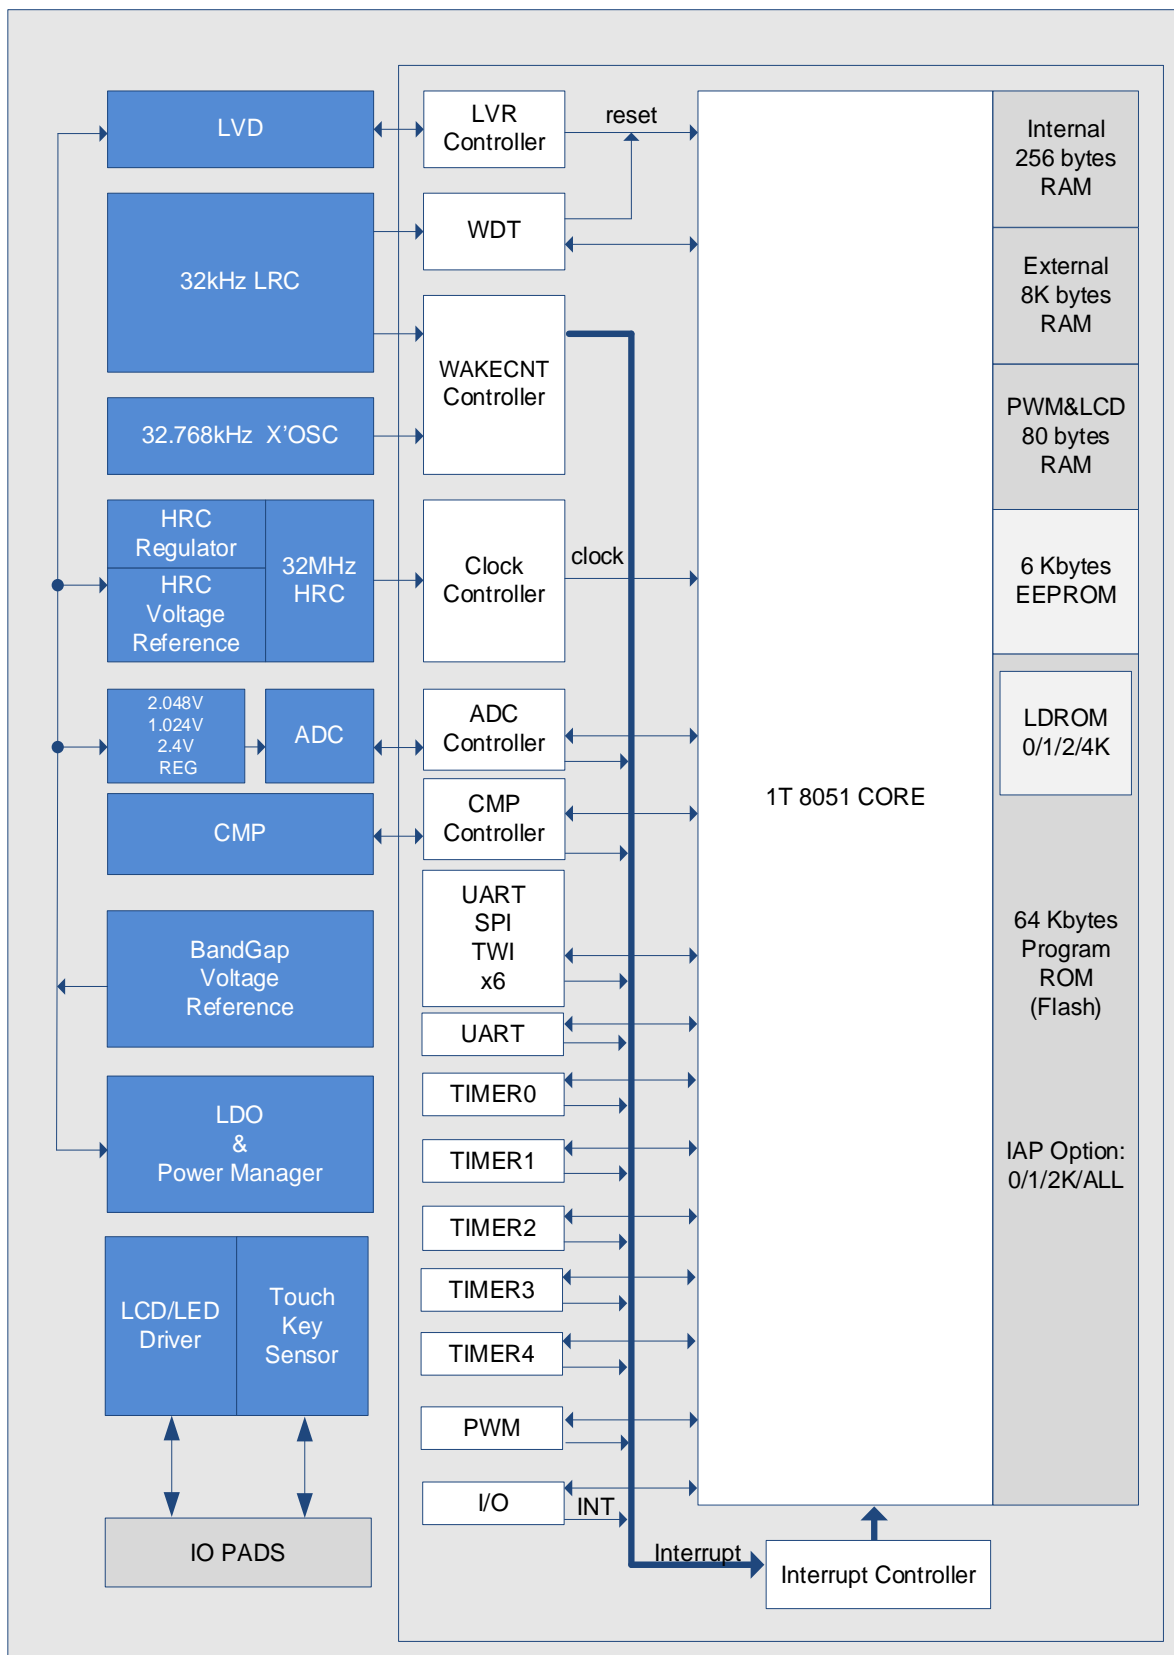 LVD
32kHz LRC
32.768kHz X'OSC
HRC
Regulator
HRC
Voltage
Reference
32MHz
HRC
2.048V
1.024V
2.4V
REG
ADC
CMP
BandGap
Voltage
Reference
LDO
&
Power Manager
LCD/LED
Driver
Touch
Key
Sensor
IO PADS
LVR
Controller
reset
WDT
WAKECNT
Controller
Clock
Controller
clock
ADC
Controller
CMP
Controller
UART
SPI
TWI
x6
UART
TIMER0
TIMER1
TIMER2
TIMER3
TIMER4
PWM
I/O
INT
Interrupt
Interrupt Controller
1T 8051 CORE
Internal
256 bytes
RAM
External
8K bytes
RAM
PWM&LCD
80 bytes
RAM
6 Kbytes
EEPROM
LDROM
0/1/2/4K
64 Kbytes
Program
ROM
(Flash)
IAP Option:
0/1/2K/ALL